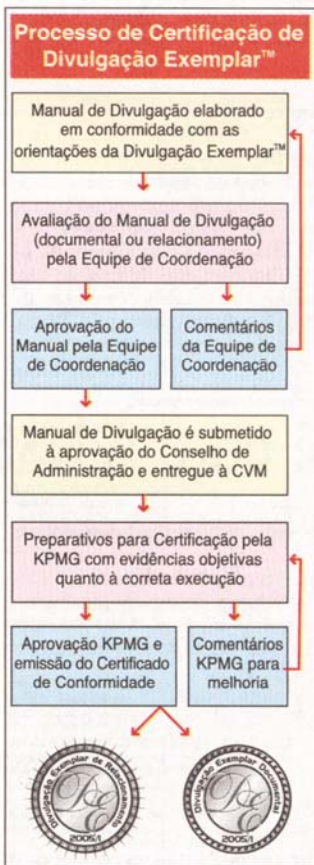 Processo de Certificação de
Divulgação Exemplar™
Manual de Divulgação elaborado
em conformidade com as
orientações da Divulgação Exemplar™
Avaliação do Manual de Divulgação
(documental ou relacionamento)
pela Equipe de Coordenação
Aprovação do
Manual pela Equipe
de Coordenação
Comentários
da Equipe de
Coordenação
Manual de Divulgação é submetido
à aprovação do Conselho de
Administração e entregue à CVM
Preparativos para Certificação pela
KPMG com evidências objetivas
quanto à correta execução
Aprovação KPMG e
emissão do Certificado
de Conformidade
Comentários
KPMG para
melhoria
Divulgação Exemplar de Relacionamento
DE
2005/1
Divulgação Exemplar Documental
DE
2005/1